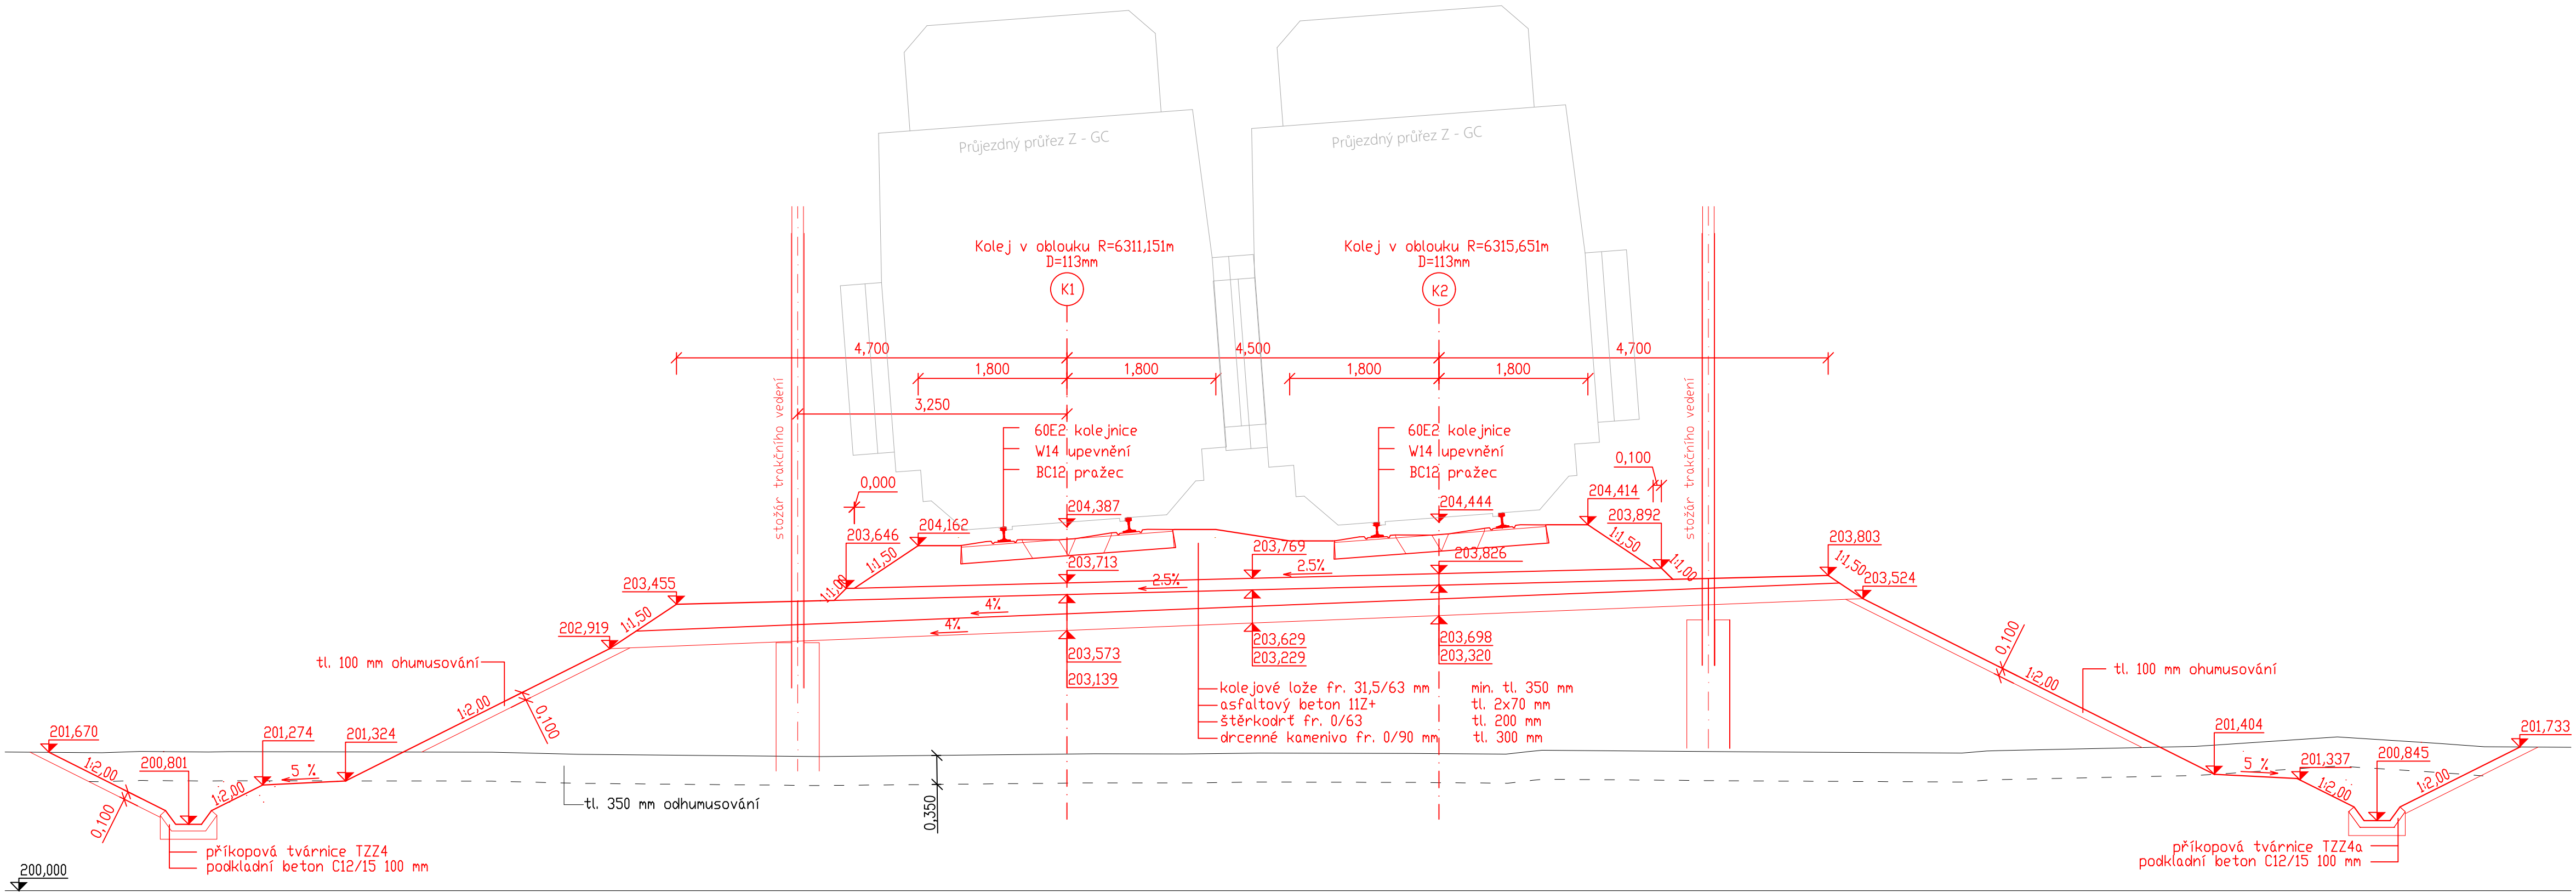 Průjezdný průřez Z - GC
Průjezdný průřez Z - GC
Kolej v oblouku R=6311,151m
D=113mm
K1
Kolej v oblouku R=6315,651m
D=113mm
K2
4,700
4,500
4,700
1,800
1,800
1,800
1,800
3,250
stožár trakčního vedení
stožár trakčního vedení
60E2 kolejnice
W14 upevnění
BC12 pražec
60E2 kolejnice
W14 upevnění
BC12 pražec
0,000
0,100
204,387
204,444
204,414
204,162
203,892
203,646
1:1,50
1:1,00
1:1,50
1:1,00
203,769
203,826
203,713
2.5%
2.5%
203,803
1:1,50
203,524
203,455
1:1,50
202,919
4%
4%
203,629
203,229
203,698
203,320
203,573
203,139
kolejové lože fr. 31,5/63 mm min. tl. 350 mm
asfaltový beton 11Z+ tl. 2x70 mm
štěrkodrť fr. 0/63 tl. 200 mm
drcenné kamenivo fr. 0/90 mm tl. 300 mm
tl. 100 mm ohumusování
1:2,00
0,100
0,100
1:2,00
tl. 100 mm ohumusování
201,670
1:2,00
0,100
200,801
1:2,00
201,274
5 %
201,324
tl. 350 mm odhumusování
0,350
201,404
5 %
201,337
1:2,00
200,845
1:2,00
201,733
příkopová tvárnice TZZ4
podkladní beton C12/15 100 mm
příkopová tvárnice TZZ4a
podkladní beton C12/15 100 mm
200,000